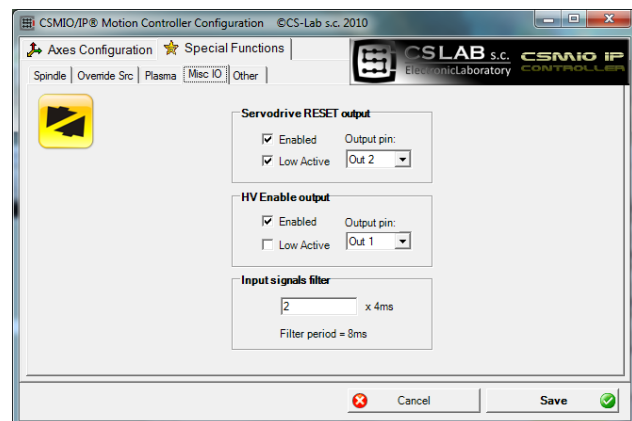 CSMIO/IP® Motion Controller Configuration ©CS-Lab s.c. 2010
Axes Configuration Special Functions
CSLAB s.c.
ElectronicLaboratory
CSMIO IP
CONTROLLER
Spindle Override Src Plasma Misc IO Other
Servodrive RESET output
Enabled Output pin:
Low Active Out 2
HV Enable output
Enabled Output pin:
Low Active Out 1
Input signals filter
2 x 4ms
Filter period = 8ms
Cancel Save